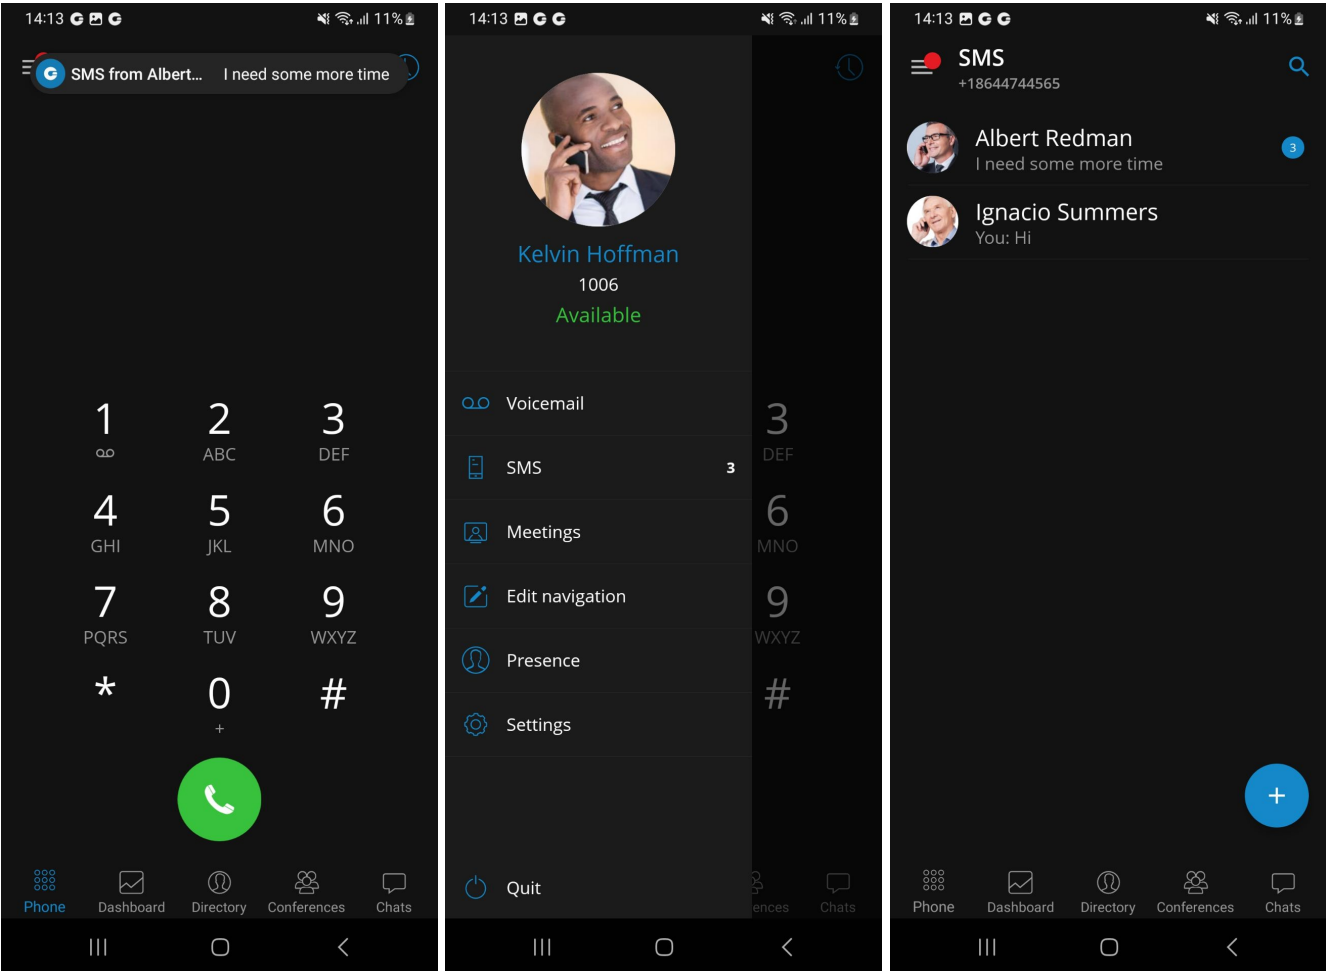 14:13
11%
SMS from Albert... I need some more time
1 2 3
ABC DEF
4 5 6
GHI JKL MNO
7 8 9
PQRS TUV WXYZ
* 0 #
+
Phone Dashboard Directory Conferences Chats
14:13
11%
Kelvin Hoffman
1006
Available
Voicemail
SMS 3
Meetings
Edit navigation
Presence
Settings
Quit
3
DEF
6
MNO
9
WXYZ
#
ences Chats
14:13
11%
SMS
+18644744565
Albert Redman
I need some more time
3
Ignacio Summers
You: Hi
+
Phone Dashboard Directory Conferences Chats